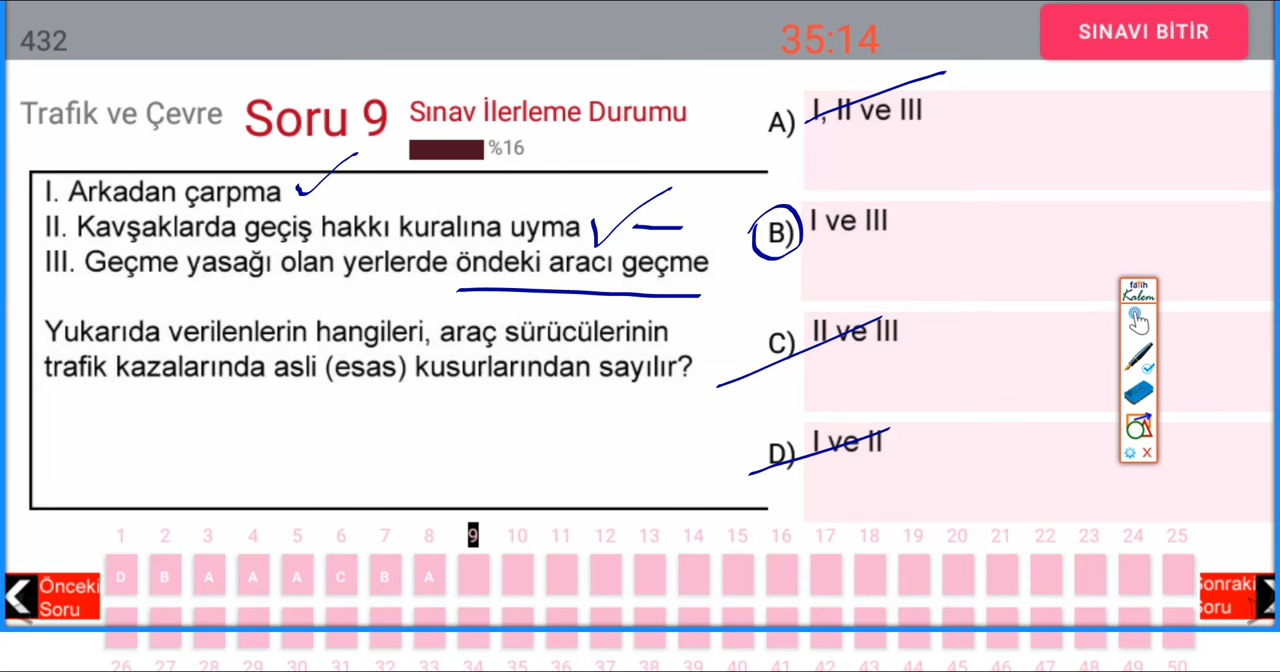 432
35:14
SINAVI BİTİR
Trafik ve Çevre
Soru 9
Sınav İlerleme Durumu
%16
I. Arkadan çarpma
II. Kavşaklarda geçiş hakkı kuralına uyma
III. Geçme yasağı olan yerlerde öndeki aracı geçme
Yukarıda verilenlerin hangileri, araç sürücülerinin
trafik kazalarında asli (esas) kusurlarından sayılır?
A) I, II ve III
B) I ve III
C) II ve III
D) I ve II
fatih
Kalem
1 2 3 4 5 6 7 8 9 10 11 12 13 14 15 16 17 18 19 20 21 22 23 24 25
D B A A A C B A
Önceki
Soru
Sonraki
Soru
26 27 28 29 30 31 32 33 34 35 36 37 38 39 40 41 42 43 44 45 46 47 48 49 50